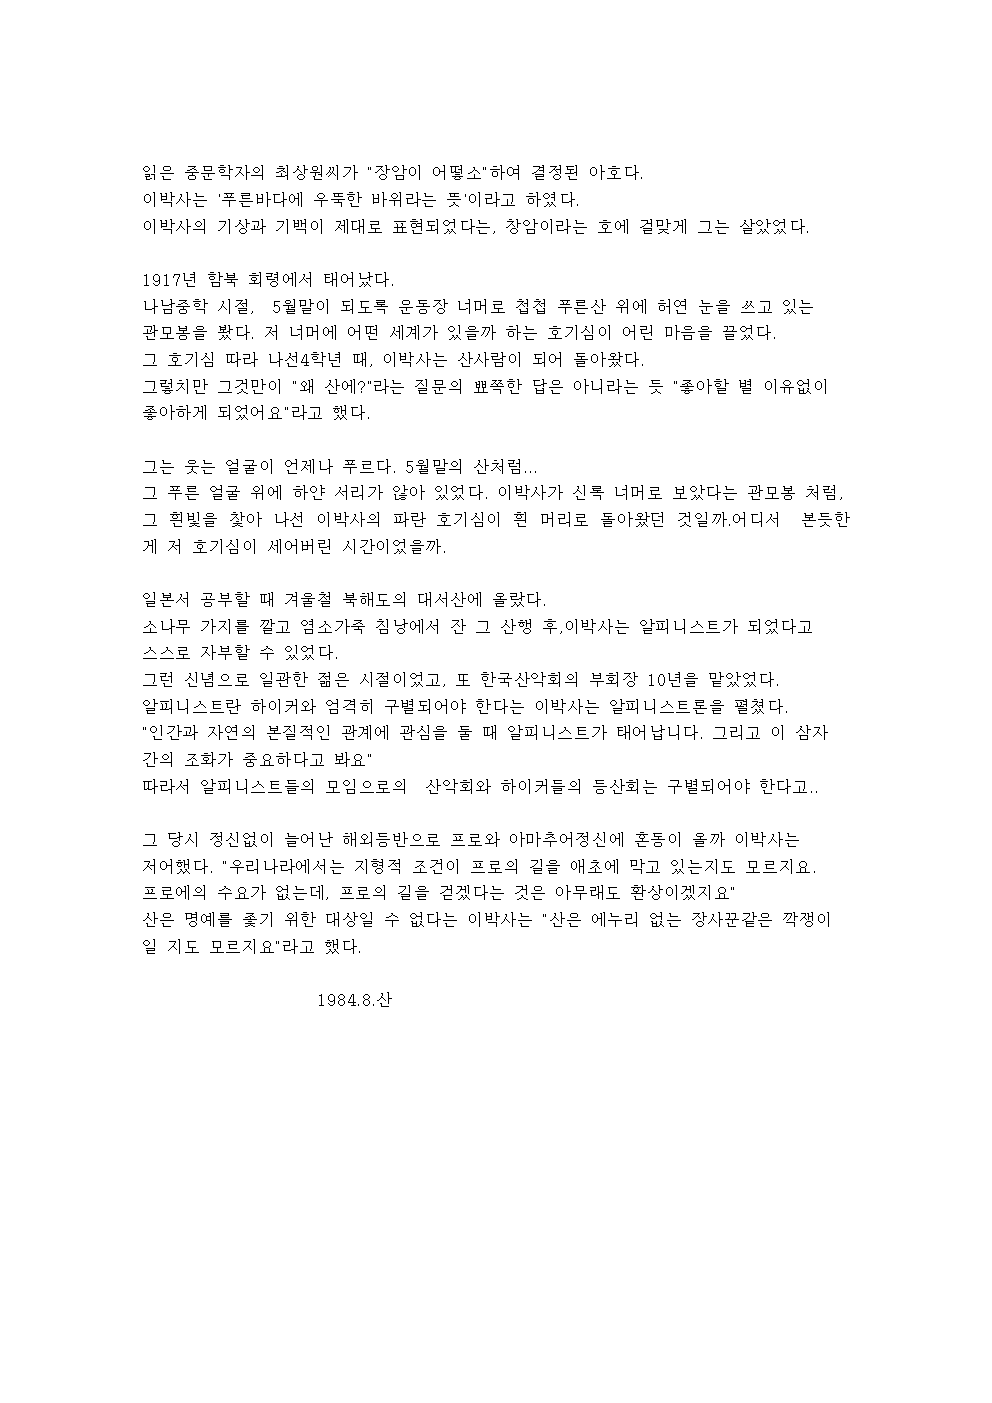 읽은 중문학자의 최상원씨가 "장암이 어떻소"하여 결정된 아호다.
이박사는 '푸른바다에 우뚝한 바위라는 뜻'이라고 하였다.
이박사의 기상과 기백이 제대로 표현되었다는, 창암이라는 호에 걸맞게 그는 살았었다.
1917년 함북 회령에서 태어났다.
나남중학 시절,  5월말이 되도록 운동장 너머로 첩첩 푸른산 위에 허연 눈을 쓰고 있는
관모봉을 봤다. 저 너머에 어떤 세계가 있을까 하는 호기심이 어린 마음을 끌었다.
그 호기심 따라 나선4학년 때, 이박사는 산사람이 되어 돌아왔다.
그렇치만 그것만이 "왜 산에?"라는 질문의 뾰쪽한 답은 아니라는 듯 "좋아할 별 이유없이
좋아하게 되었어요"라고 했다.
그는 웃는 얼굴이 언제나 푸르다. 5월말의 산처럼...
그 푸른 얼굴 위에 하얀 서리가 않아 있었다. 이박사가 신록 너머로 보았다는 관모봉 처럼,
그 흰빛을 찾아 나선 이박사의 파란 호기심이 흰 머리로 돌아왔던 것일까.어디서  본듯한
게 저 호기심이 세어버린 시간이었을까.
일본서 공부할 때 겨울철 북해도의 대서산에 올랐다.
소나무 가지를 깔고 염소가죽 침낭에서 잔 그 산행 후,이박사는 알피니스트가 되었다고
스스로 자부할 수 있었다.
그런 신념으로 일관한 젊은 시절이었고, 또 한국산악회의 부회장 10년을 맡았었다.
알피니스트란 하이커와 엄격히 구별되어야 한다는 이박사는 알피니스트론을 펼쳤다.
"인간과 자연의 본질적인 관계에 관심을 둘 때 알피니스트가 태어납니다. 그리고 이 삼자
간의 조화가 중요하다고 봐요"
따라서 알피니스트들의 모임으로의  산악회와 하이커들의 등산회는 구별되어야 한다고..
그 당시 정신없이 늘어난 해외등반으로 프로와 아마추어정신에 혼동이 올까 이박사는
저어했다. "우리나라에서는 지형적 조건이 프로의 길을 애초에 막고 있는지도 모르지요.
프로에의 수요가 없는데, 프로의 길을 걷겠다는 것은 아무래도 환상이겠지요"
산은 명예를 좇기 위한 대상일 수 없다는 이박사는 "산은 에누리 없는 장사꾼같은 깍쟁이
일 지도 모르지요"라고 했다.
1984.8.산